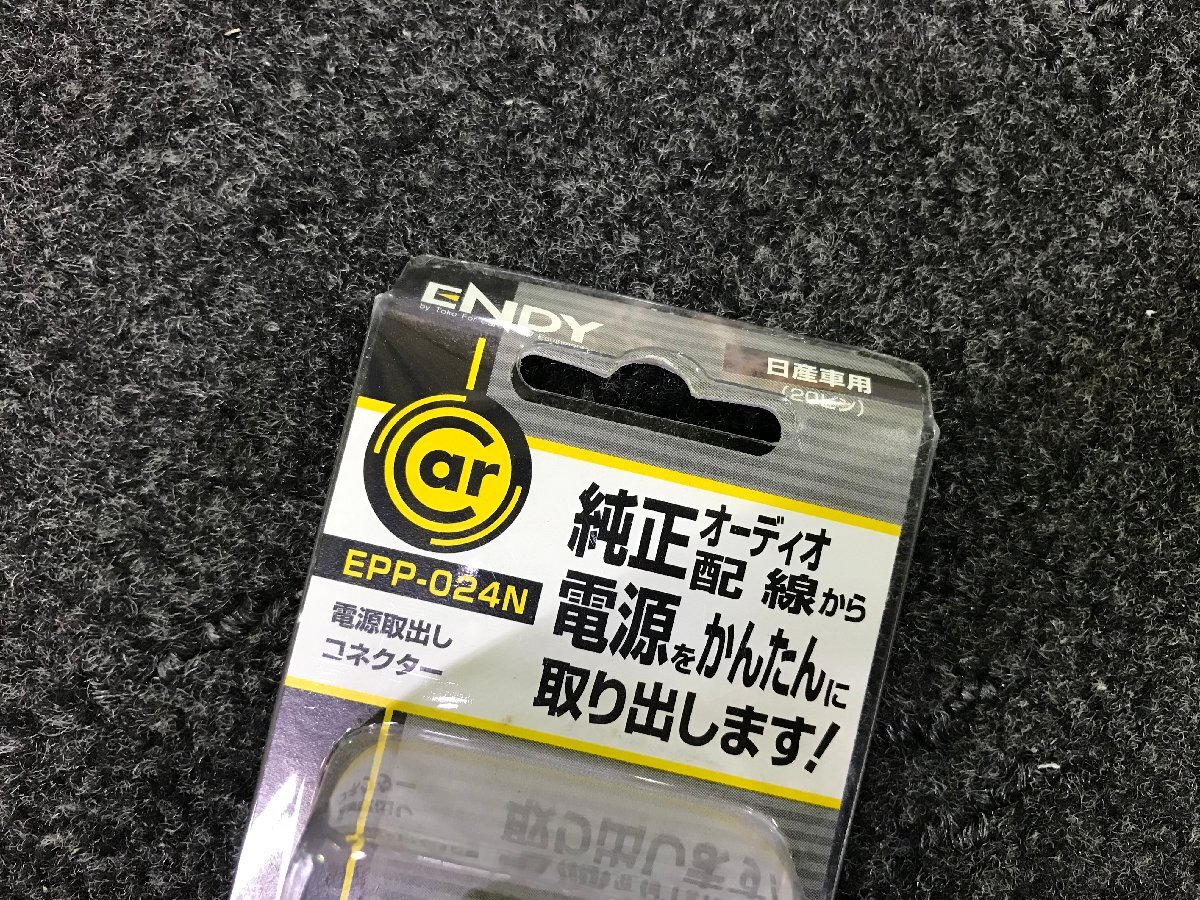 ENDY
日産車用
(20ピン)
Car
EPP-024N
電源取出し
コネクター
純正オーディオ配線から
電源をかんたんに
取り出します!